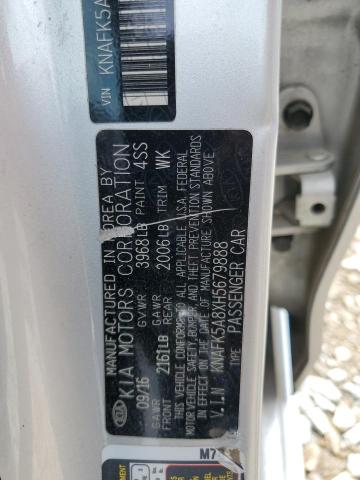 VIN KNAFK5A
MANUFACTURED IN KOREA BY
KIA MOTORS CORPORATION
09/16 GVWR 3968LB PAINT 4SS
GAWR FRONT 2161LB GAWR REAR 2006LB TRIM WK
THIS VEHICLE CONFORMS TO ALL APPLICABLE U.S.A. FEDERAL
MOTOR VEHICLE SAFETY, BUMPER, AND THEFT PREVENTION STANDARDS
IN EFFECT ON THE DATE OF MANUFACTURE SHOWN ABOVE
V.I.N KNAFK5A8XH5679888
TYPE PASSENGER CAR
KIA
M7